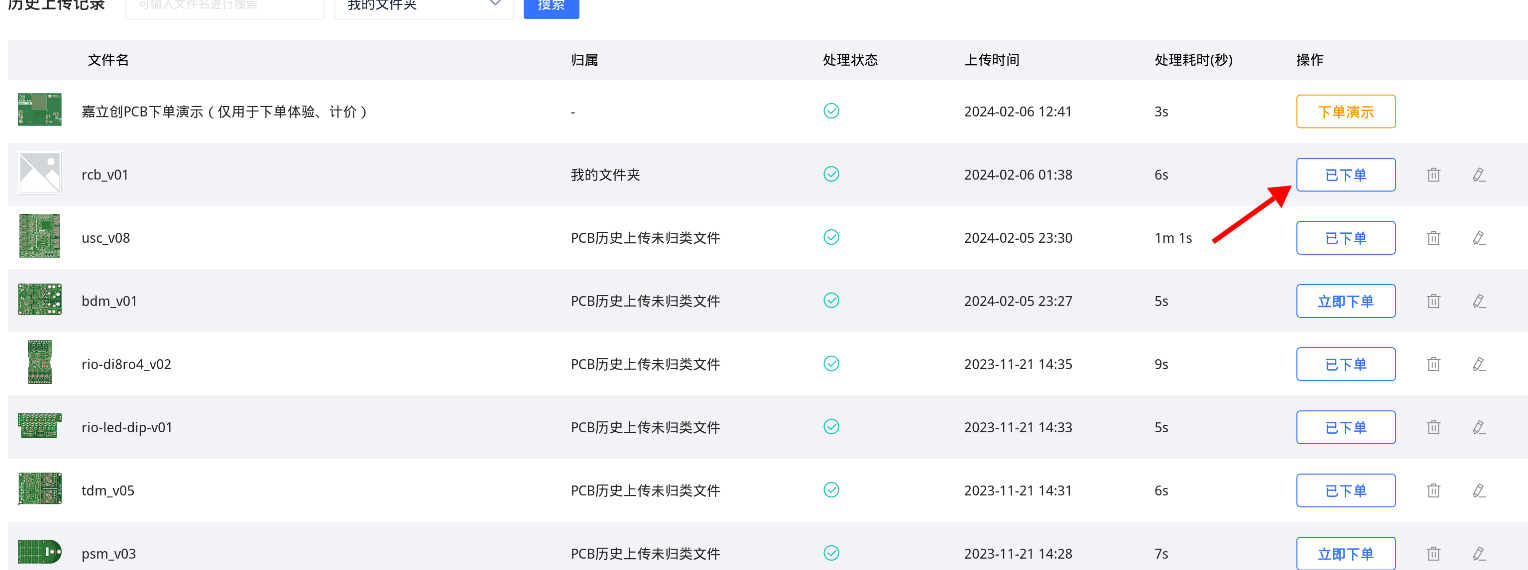 历史上传记录 可输入文件名进行搜索 我的文件夹 搜索
文件名 归属 处理状态 上传时间 处理耗时(秒) 操作
嘉立创PCB下单演示（仅用于下单体验、计价） - 2024-02-06 12:41 3s 下单演示
rcb_v01 我的文件夹 2024-02-06 01:38 6s 已下单
usc_v08 PCB历史上传未归类文件 2024-02-05 23:30 1m 1s 已下单
bdm_v01 PCB历史上传未归类文件 2024-02-05 23:27 5s 立即下单
rio-di8ro4_v02 PCB历史上传未归类文件 2023-11-21 14:35 9s 已下单
rio-led-dip-v01 PCB历史上传未归类文件 2023-11-21 14:33 5s 已下单
tdm_v05 PCB历史上传未归类文件 2023-11-21 14:31 6s 已下单
psm_v03 PCB历史上传未归类文件 2023-11-21 14:28 7s 立即下单